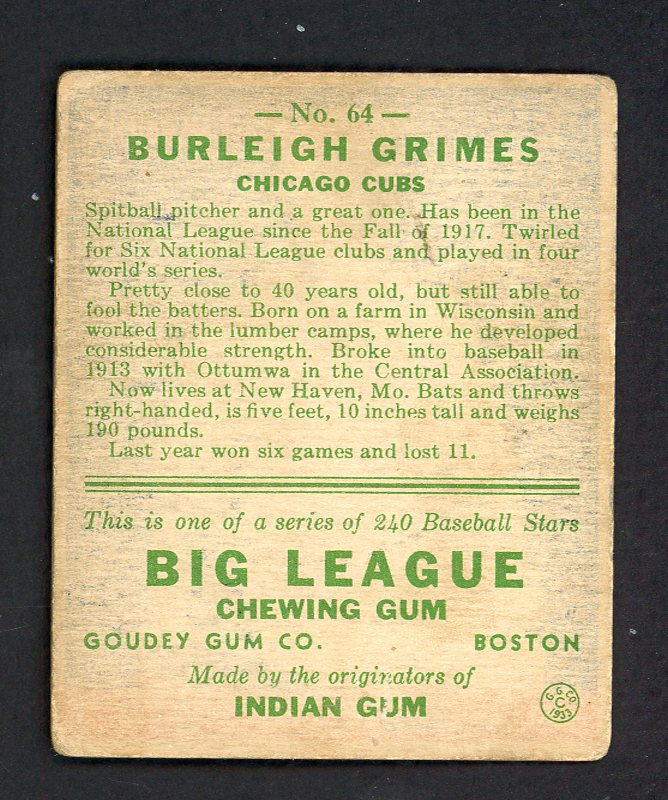 — No. 64 —
BURLEIGH GRIMES
CHICAGO CUBS
Spitball pitcher and a great one. Has been in the
National League since the Fall of 1917. Twirled
for Six National League clubs and played in four
world's series.
Pretty close to 40 years old, but still able to
fool the batters. Born on a farm in Wisconsin and
worked in the lumber camps, where he developed
considerable strength. Broke into baseball in
1913 with Ottumwa in the Central Association.
Now lives at New Haven, Mo. Bats and throws
right-handed, is five feet, 10 inches tall and weighs
190 pounds.
Last year won six games and lost 11.
This is one of a series of 240 Baseball Stars
BIG LEAGUE
CHEWING GUM
GOUDEY GUM CO. BOSTON
Made by the originators of
INDIAN GUM
G. G. CO.
C
1933